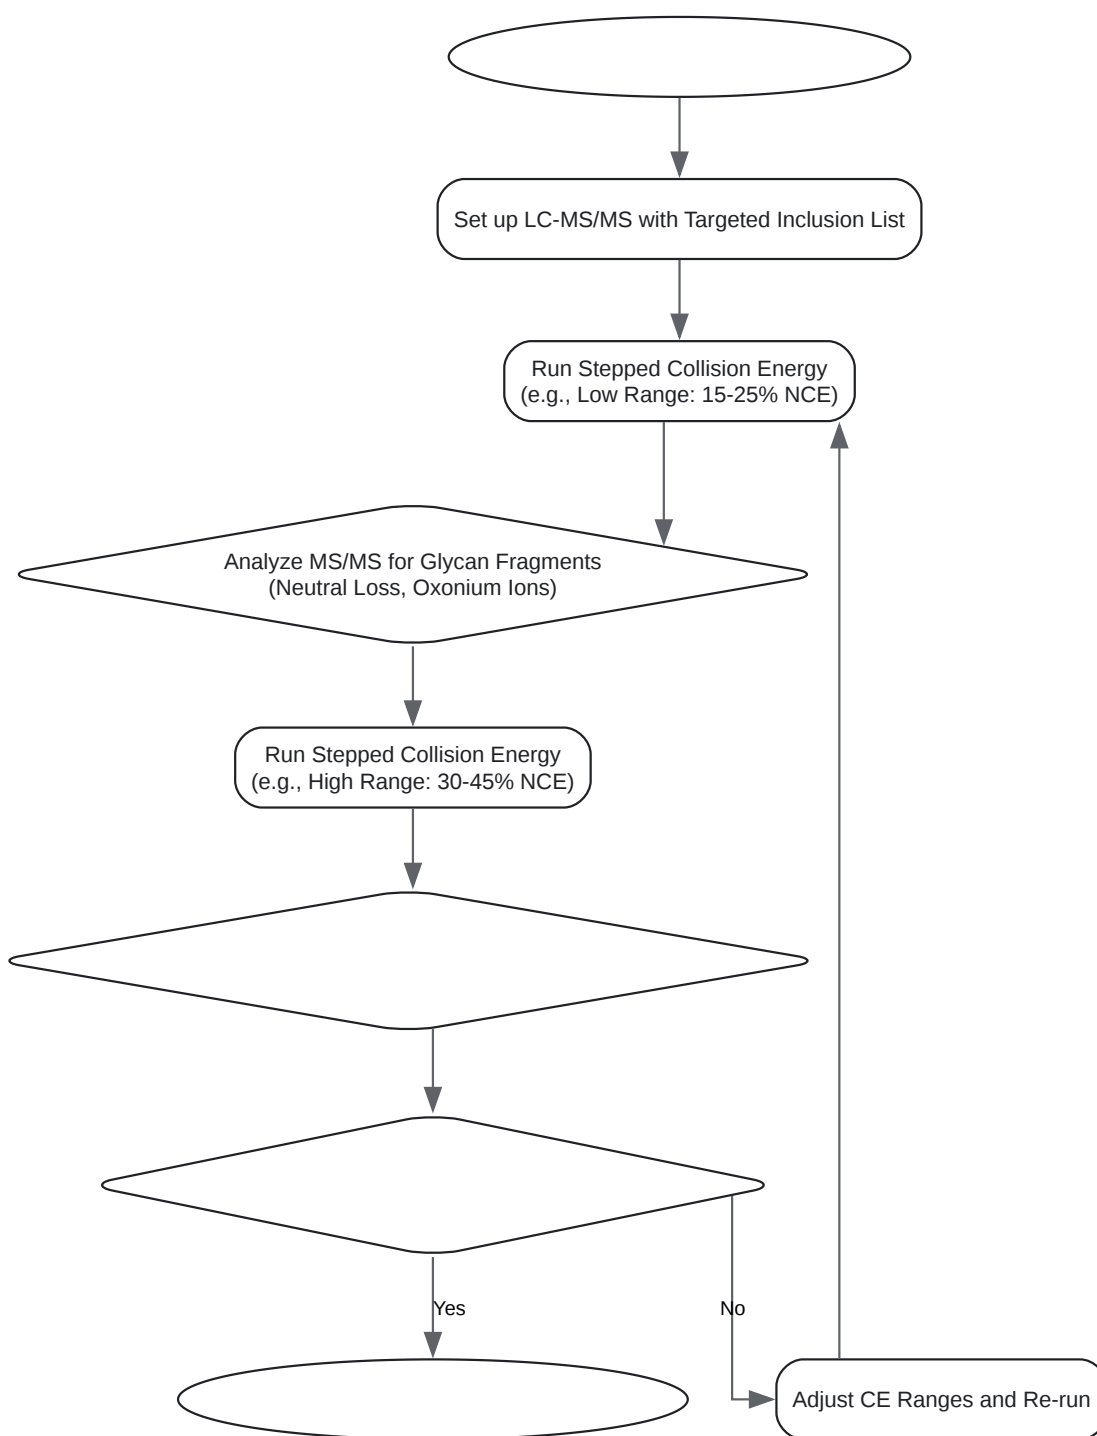 Set up LC-MS/MS with Targeted Inclusion List
Run Stepped Collision Energy
(e.g., Low Range: 15-25% NCE)
Analyze MS/MS for Glycan Fragments
(Neutral Loss, Oxonium Ions)
Run Stepped Collision Energy
(e.g., High Range: 30-45% NCE)
Yes
No
Adjust CE Ranges and Re-run